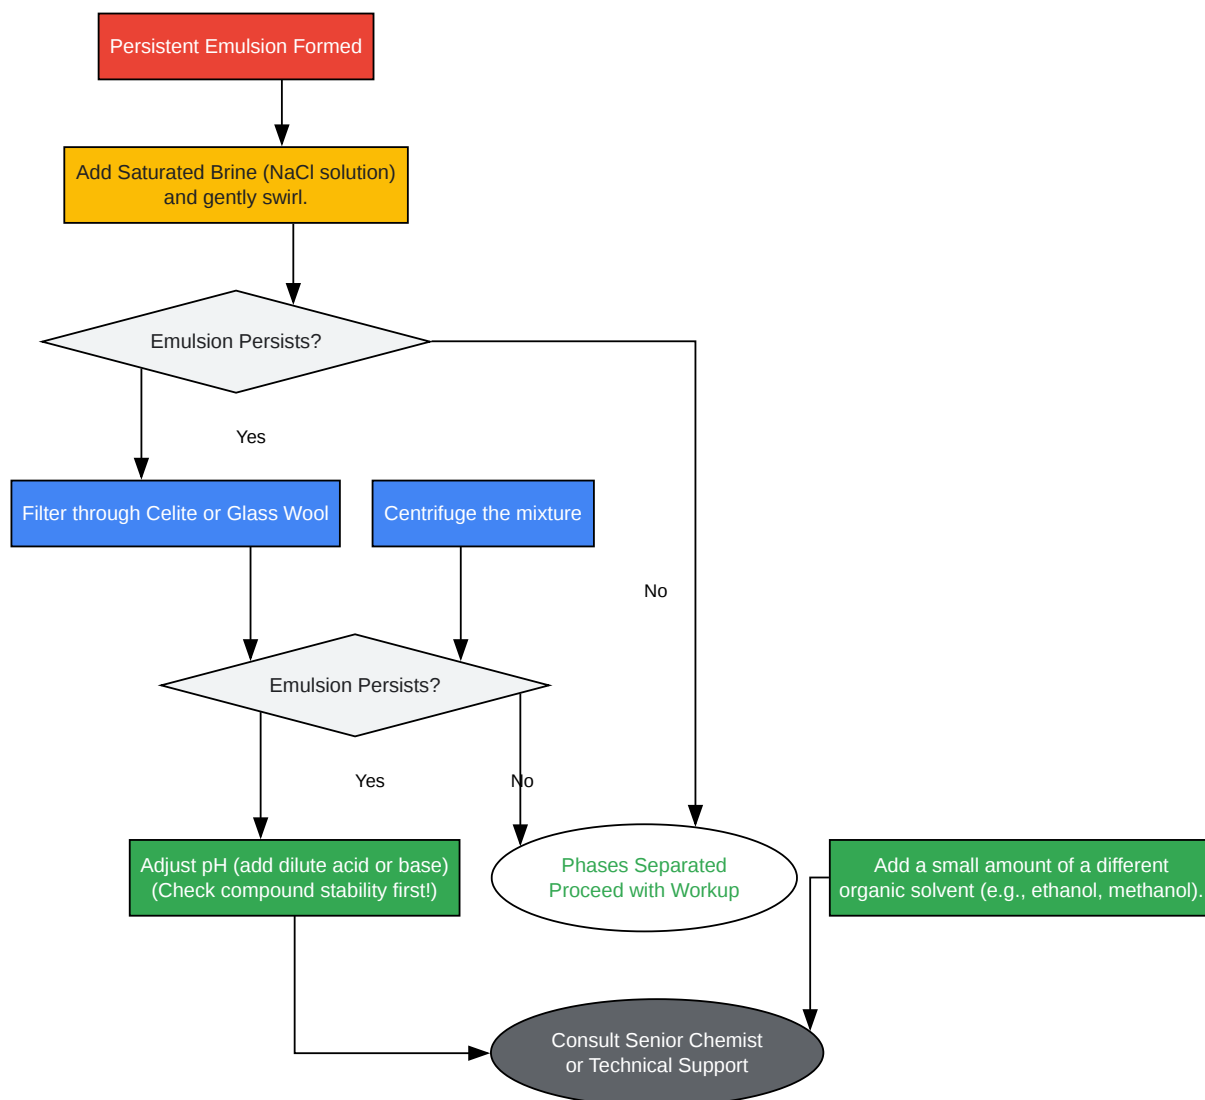 Persistent Emulsion Formed
Add Saturated Brine (NaCl solution)
and gently swirl.
Emulsion Persists?
Yes
Filter through Celite or Glass Wool
Centrifuge the mixture
No
Emulsion Persists?
Yes
No
Adjust pH (add dilute acid or base)
(Check compound stability first!)
Phases Separated
Proceed with Workup
Add a small amount of a different
organic solvent (e.g., ethanol, methanol).
Consult Senior Chemist
or Technical Support